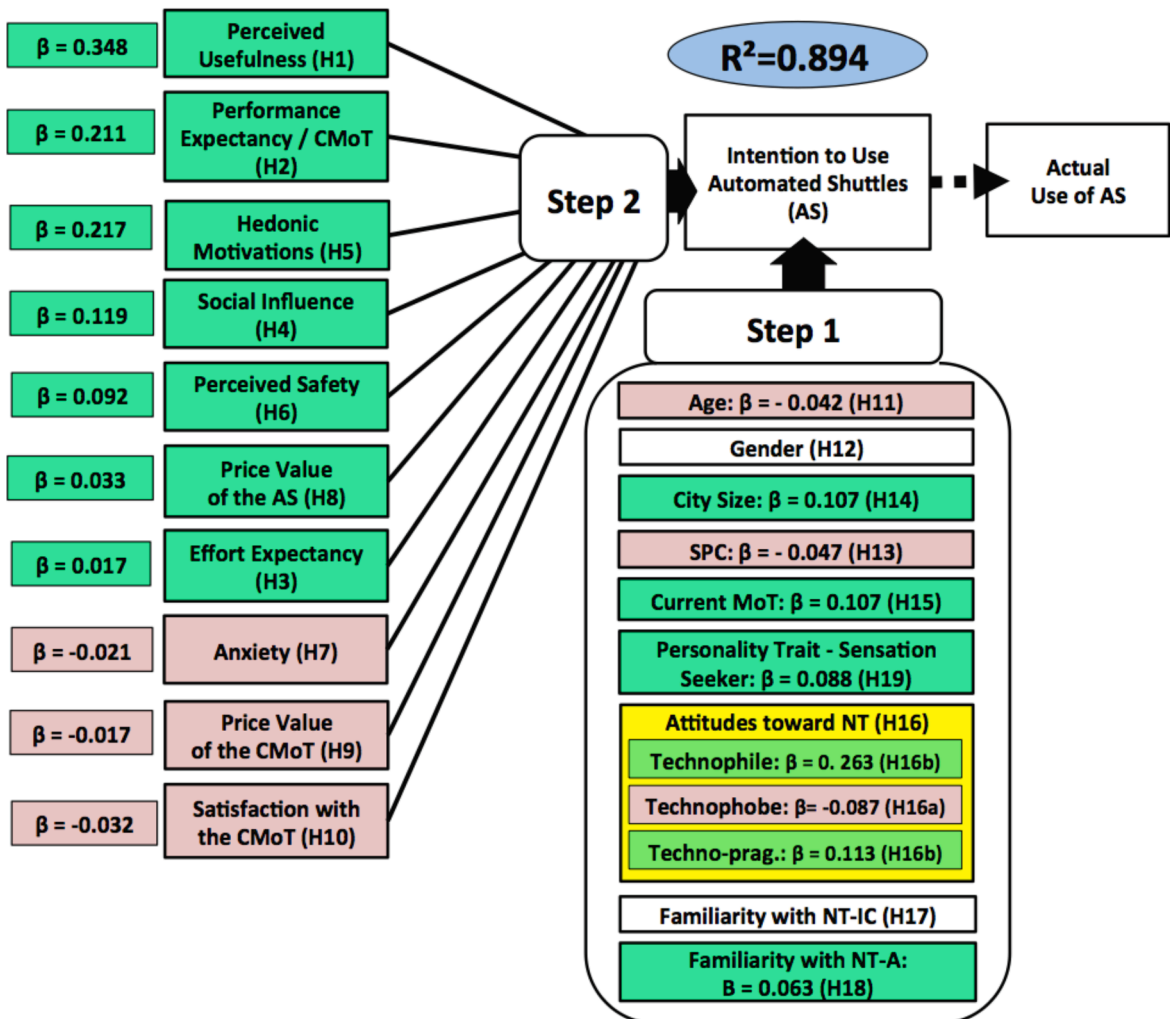 β = 0.348
Perceived
Usefulness (H1)
β = 0.211
Performance
Expectancy / CMoT
(H2)
β = 0.217
Hedonic
Motivations (H5)
β = 0.119
Social Influence
(H4)
β = 0.092
Perceived Safety
(H6)
β = 0.033
Price Value
of the AS (H8)
β = 0.017
Effort Expectancy
(H3)
β = -0.021
Anxiety (H7)
β = -0.017
Price Value
of the CMoT (H9)
β = -0.032
Satisfaction with
the CMoT (H10)
Step 2
R²=0.894
Intention to Use
Automated Shuttles
(AS)
Actual
Use of AS
Step 1
Age: β = - 0.042 (H11)
Gender (H12)
City Size: β = 0.107 (H14)
SPC: β = - 0.047 (H13)
Current MoT: β = 0.107 (H15)
Personality Trait - Sensation
Seeker: β = 0.088 (H19)
Attitudes toward NT (H16)
Technophile: β = 0. 263 (H16b)
Technophobe: β= -0.087 (H16a)
Techno-prag.: β = 0.113 (H16b)
Familiarity with NT-IC (H17)
Familiarity with NT-A:
B = 0.063 (H18)